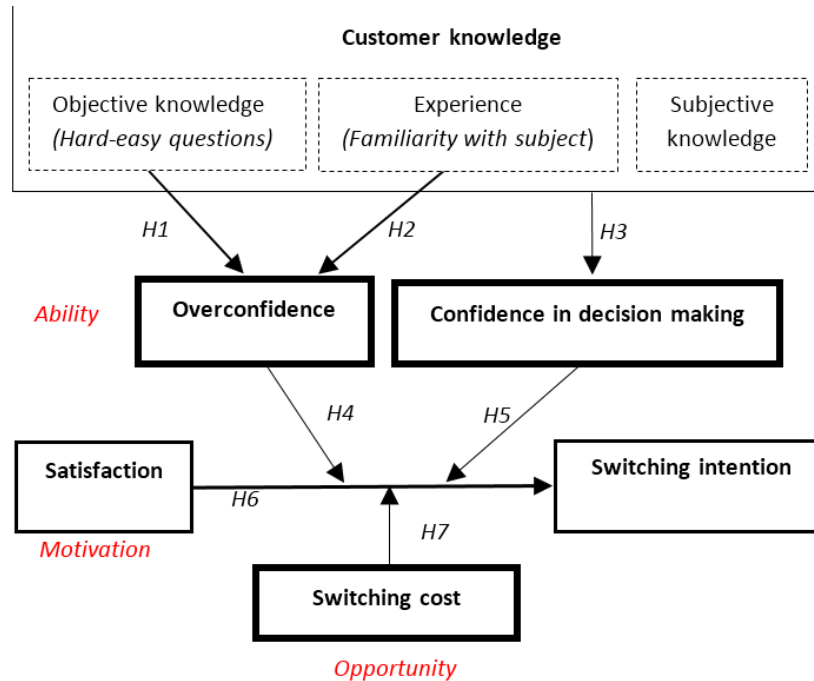 Customer knowledge
Objective knowledge
(Hard-easy questions)
Experience
(Familiarity with subject)
Subjective
knowledge
H1
H2
H3
Ability
Overconfidence
Confidence in decision making
H4
H5
Satisfaction
Switching intention
H6
Motivation
H7
Switching cost
Opportunity